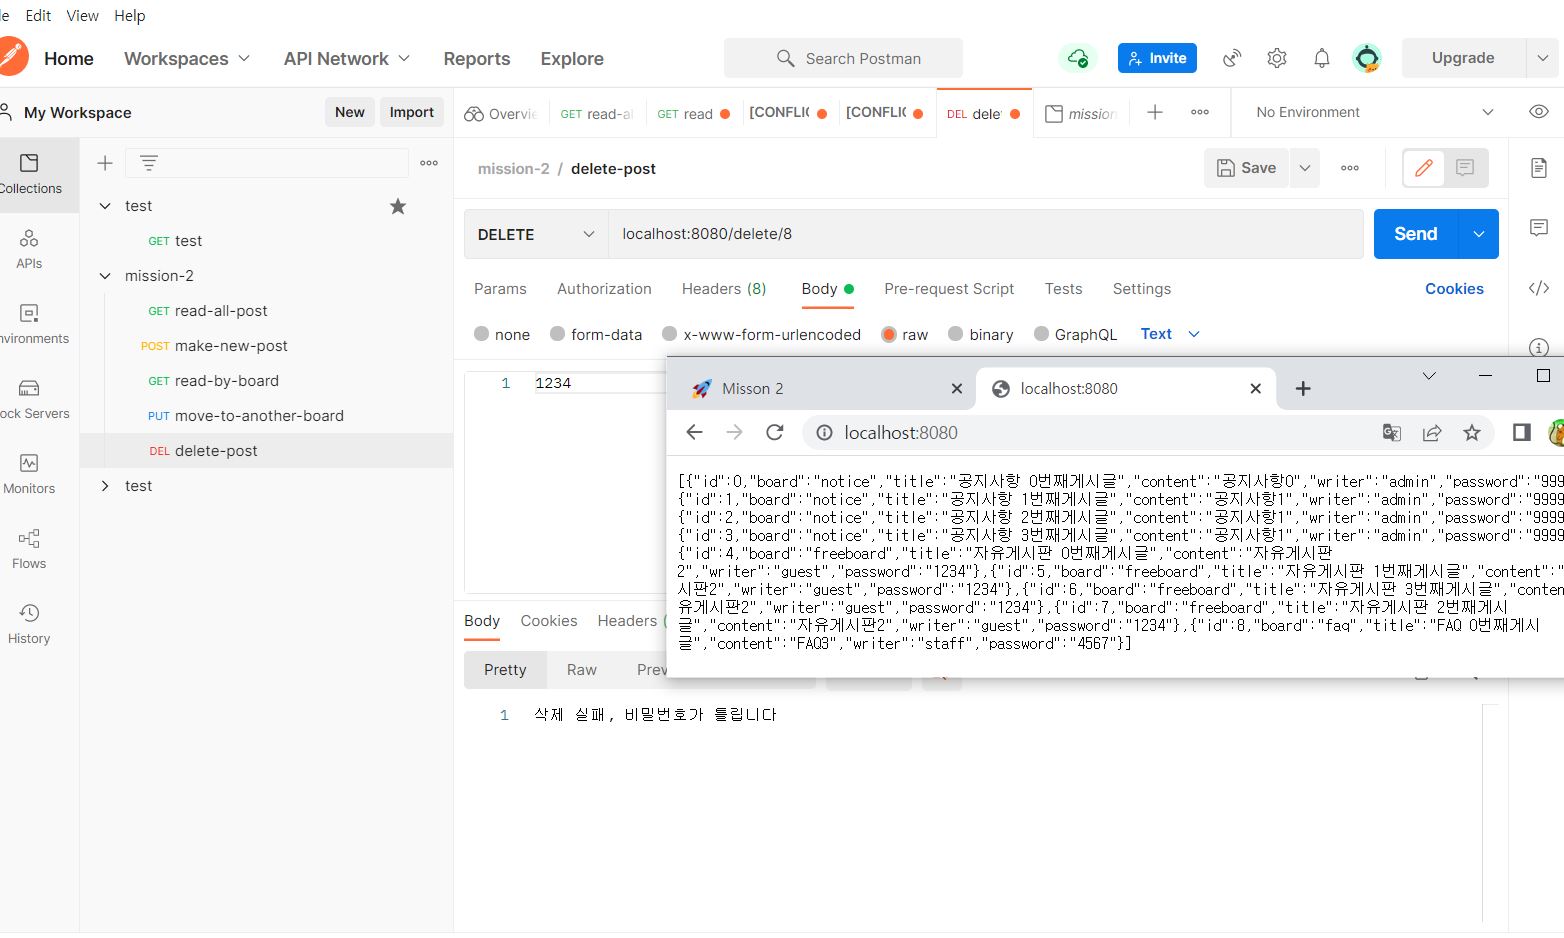 Edit View Help
Home Workspaces API Network Reports Explore Search Postman Invite Upgrade
My Workspace New Import
Overvie GET read-al GET read [CONFLIC [CONFLIC DEL dele mission No Environment
mission-2 / delete-post Save
DELETE localhost:8080/delete/8 Send
Params Authorization Headers (8) Body Pre-request Script Tests Settings Cookies
none form-data x-www-form-urlencoded raw binary GraphQL Text
1 1234
Collections
APIs
nvironments
ock Servers
Monitors
Flows
History
test
GET test
mission-2
GET read-all-post
POST make-new-post
GET read-by-board
PUT move-to-another-board
DEL delete-post
test
Misson 2 localhost:8080
localhost:8080
[{"id":0,"board":"notice","title":"공지사항 0번째게시글","content":"공지사항0","writer":"admin","password":"999
{"id":1,"board":"notice","title":"공지사항 1번째게시글","content":"공지사항1","writer":"admin","password":"9999
{"id":2,"board":"notice","title":"공지사항 2번째게시글","content":"공지사항1","writer":"admin","password":"9999
{"id":3,"board":"notice","title":"공지사항 3번째게시글","content":"공지사항1","writer":"admin","password":"9999
{"id":4,"board":"freeboard","title":"자유게시판 0번째게시글","content":"자유게시판
2","writer":"guest","password":"1234"},{"id":5,"board":"freeboard","title":"자유게시판 1번째게시글","content":"
시판2","writer":"guest","password":"1234"},{"id":6,"board":"freeboard","title":"자유게시판 3번째게시글","conte
유게시판2","writer":"guest","password":"1234"},{"id":7,"board":"freeboard","title":"자유게시판 2번째게시
글","content":"자유게시판2","writer":"guest","password":"1234"},{"id":8,"board":"faq","title":"FAQ 0번째게시
글","content":"FAQ3","writer":"staff","password":"4567"}]
Body Cookies Headers (
Pretty Raw Prev
1 삭제 실패, 비밀번호가 틀립니다